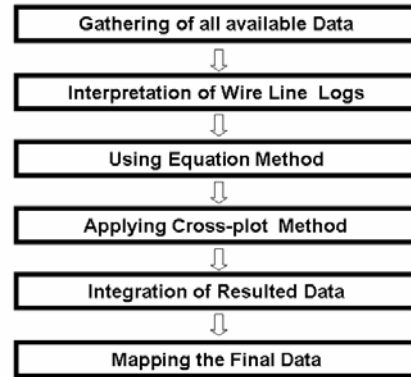 Gathering of all available Data
Interpretation of Wire Line Logs
Using Equation Method
Applying Cross-plot Method
Integration of Resulted Data
Mapping the Final Data